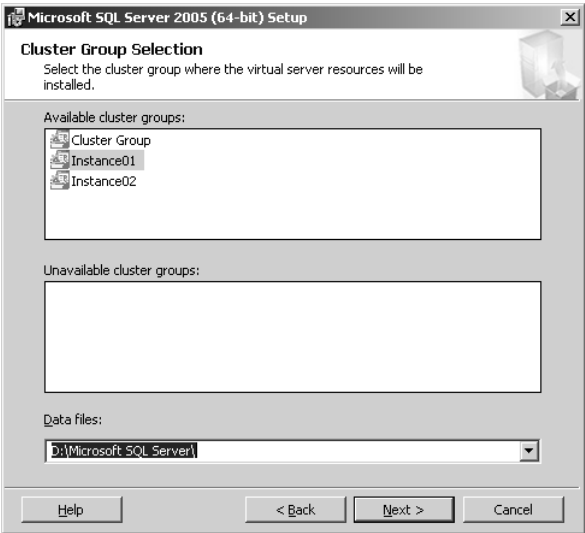 Microsoft SQL Server 2005 (64-bit) Setup
Cluster Group Selection
Select the cluster group where the virtual server resources will be
installed.
Available cluster groups:
Cluster Group
Instance01
Instance02
Unavailable cluster groups:
Data files:
D:\Microsoft SQL Server\
Help
< Back
Next >
Cancel